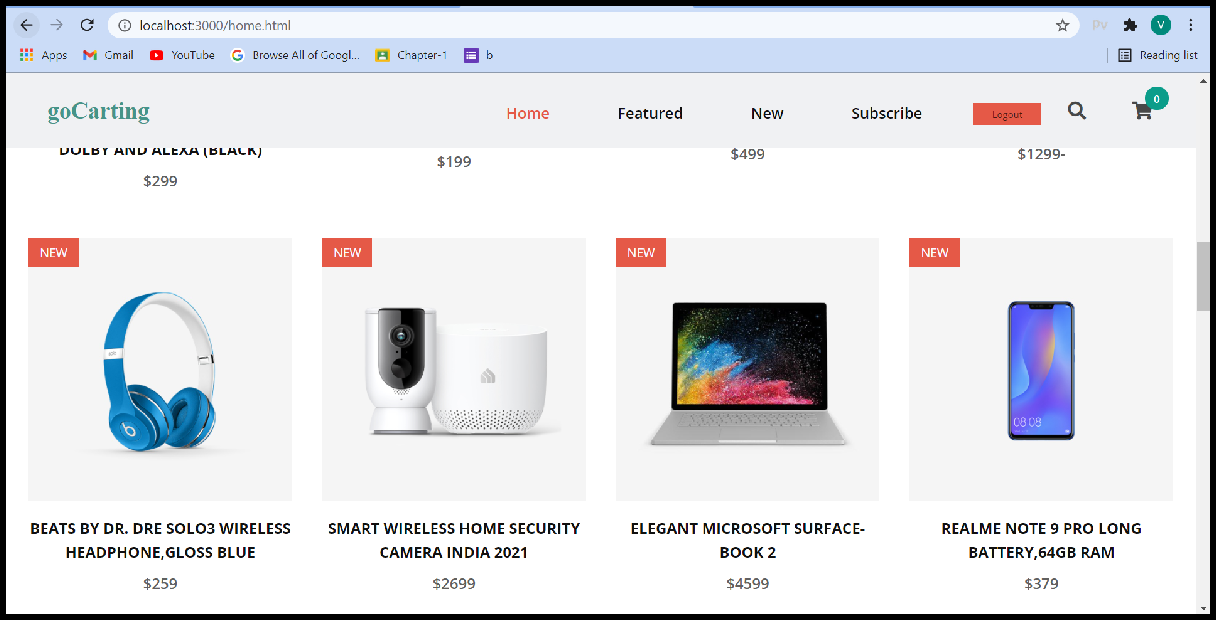 localhost:3000/home.html
PV
V
Apps
Gmail
YouTube
Browse All of Googl...
Chapter-1
b
Reading list
goCarting
Home
Featured
New
Subscribe
Logout
0
DOLBY AND ALEXA (BLACK)
$299
$199
$499
$1299-
NEW
NEW
NEW
NEW
b
08 08
BEATS BY DR. DRE SOLO3 WIRELESS
HEADPHONE,GLOSS BLUE
$259
SMART WIRELESS HOME SECURITY
CAMERA INDIA 2021
$2699
ELEGANT MICROSOFT SURFACE-
BOOK 2
$4599
REALME NOTE 9 PRO LONG
BATTERY,64GB RAM
$379